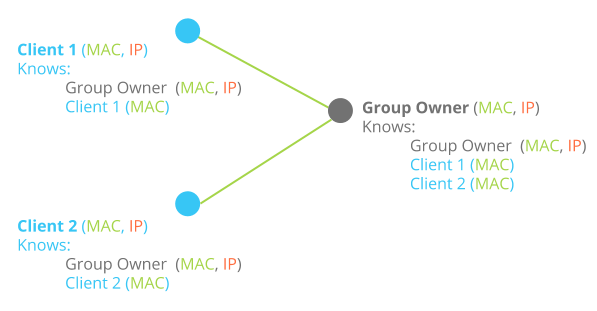 Client 1 (MAC, IP)
Knows:
Group Owner (MAC, IP)
Client 1 (MAC)
Group Owner (MAC, IP)
Knows:
Group Owner (MAC, IP)
Client 1 (MAC)
Client 2 (MAC)
Client 2 (MAC, IP)
Knows:
Group Owner (MAC, IP)
Client 2 (MAC)